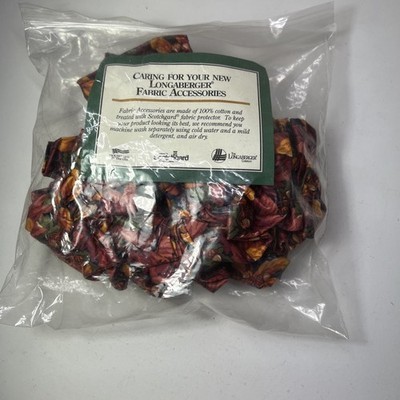 CARING FOR YOUR NEW
LONGABERGER®
FABRIC ACCESSORIES
Fabric Accessories are made of 100% cotton and
treated with Scotchgard® fabric protector. To keep
your product looking its best, we recommend you
machine wash separately using cold water and a mild
detergent, and air dry.
LONGABERGER